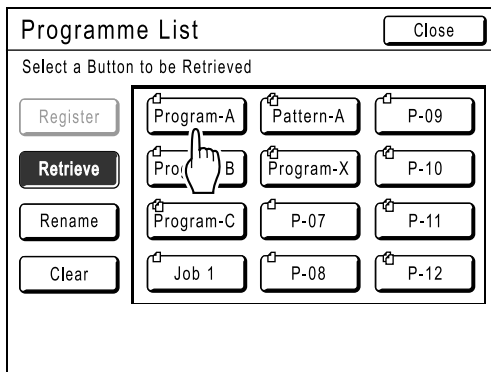 Programme List
Close
Select a Button to be Retrieved
Register
Program-A
Pattern-A
P-09
Retrieve
B
Program-X
P-10
Rename
Program-C
P-07
P-11
Clear
Job 1
P-08
P-12